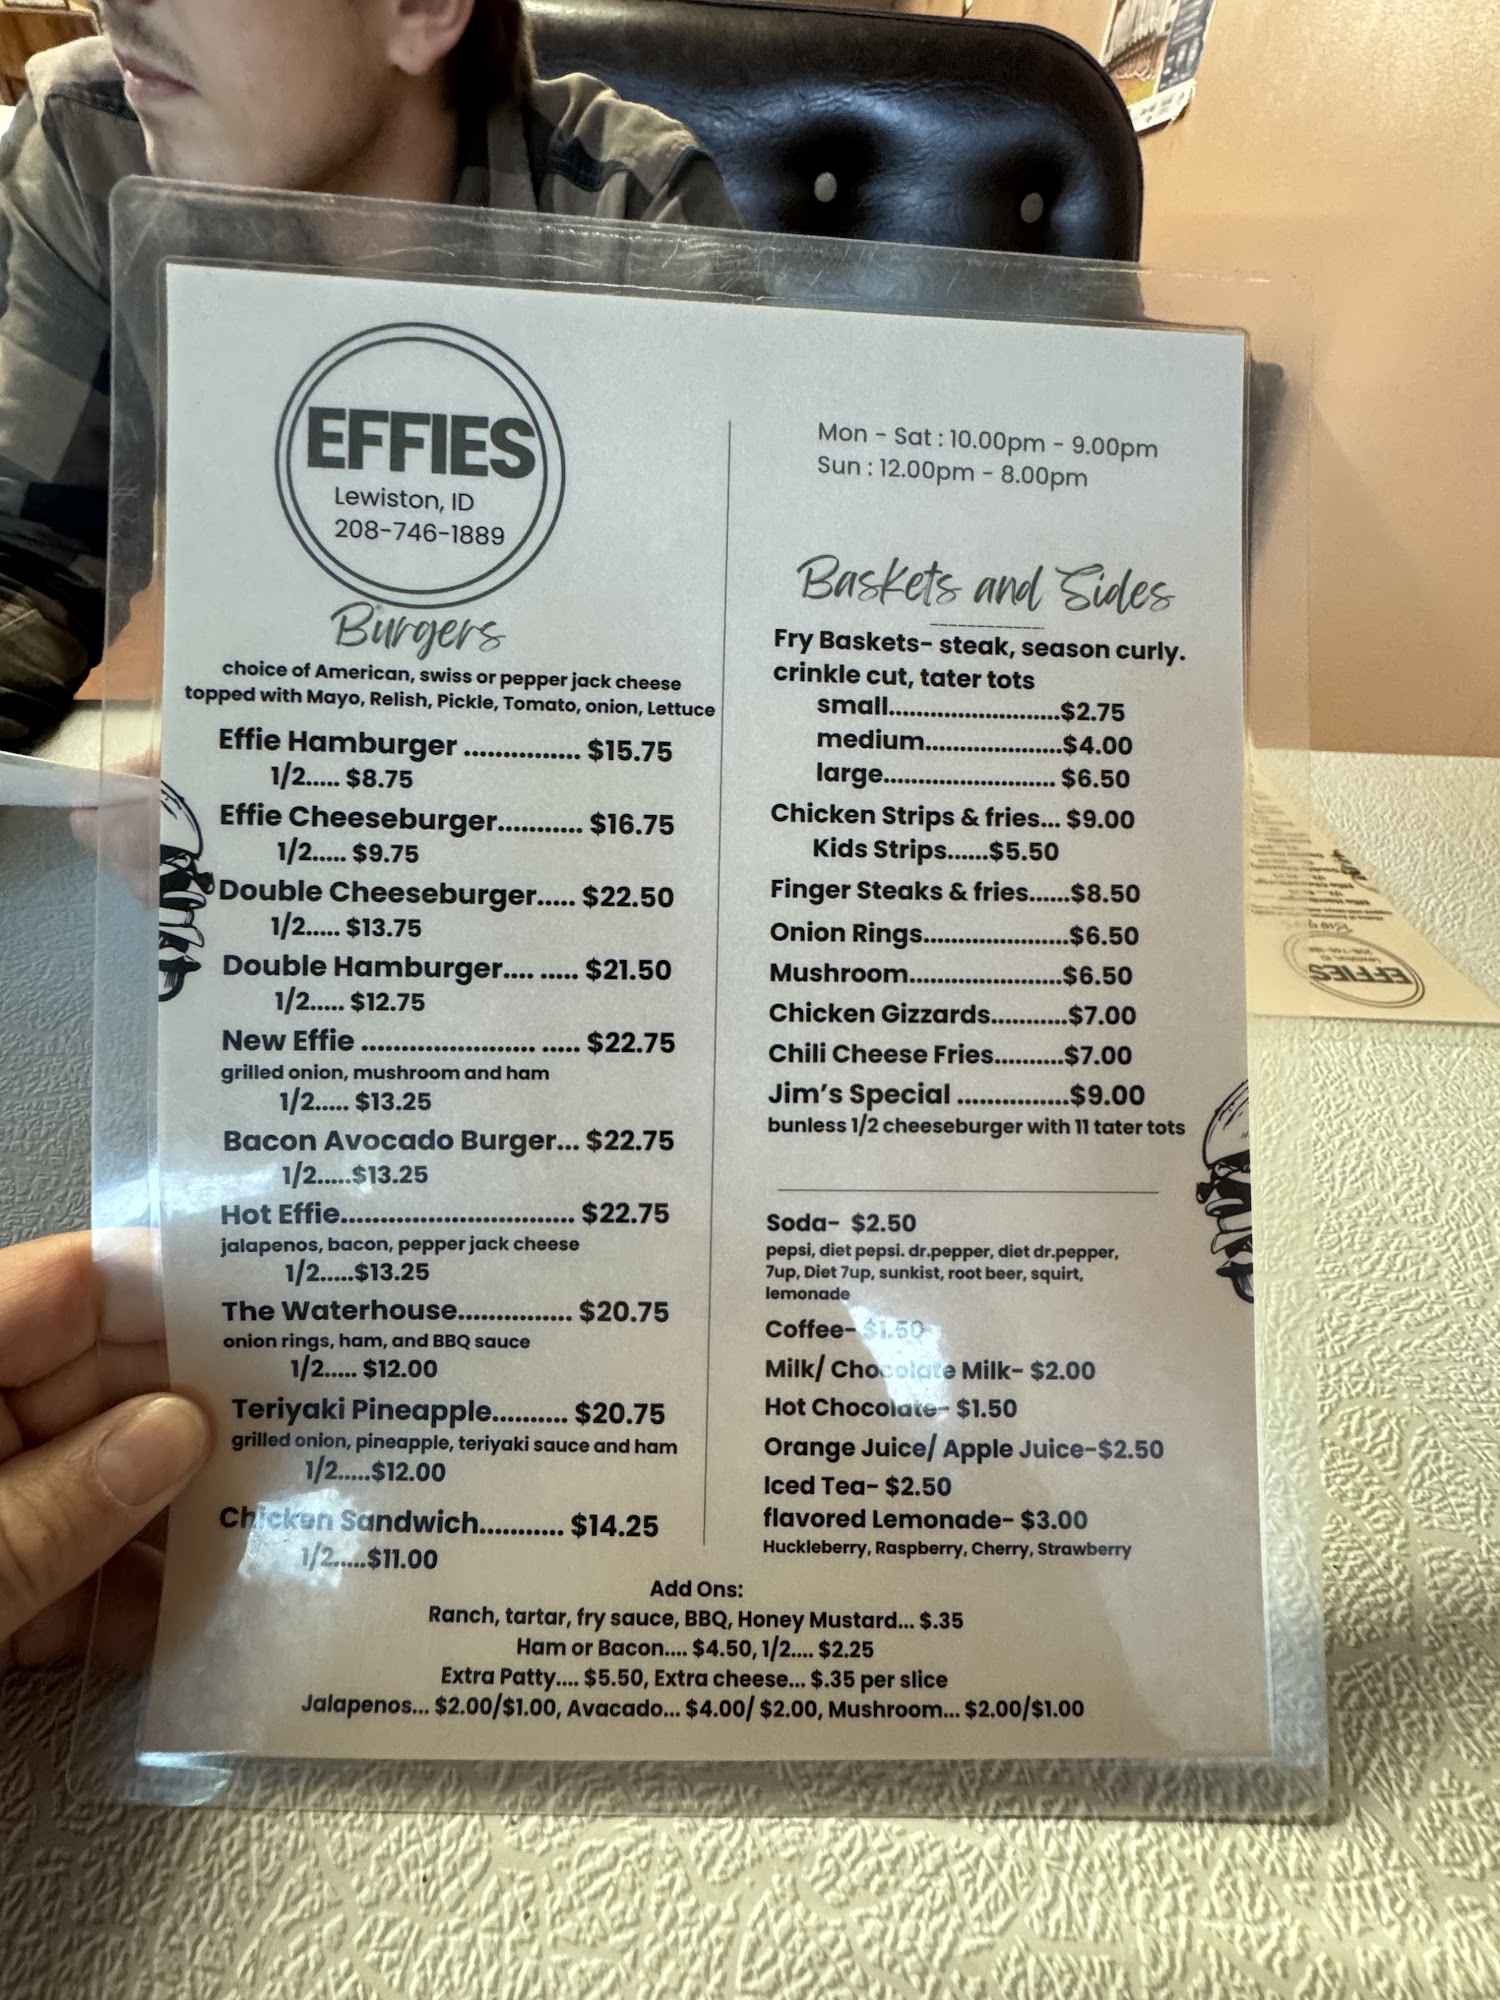 EFFIES
Lewiston, ID
208-746-1889
Burgers
choice of American, swiss or pepper jack cheese
topped with Mayo, Relish, Pickle, Tomato, onion, Lettuce
Effie Hamburger ............... $15.75
1/2..... $8.75
Effie Cheeseburger........... $16.75
1/2..... $9.75
Double Cheeseburger..... $22.50
1/2..... $13.75
Double Hamburger.... ..... $21.50
1/2..... $12.75
New Effie ....................... ..... $22.75
grilled onion, mushroom and ham
1/2..... $13.25
Bacon Avocado Burger... $22.75
1/2.....$13.25
Hot Effie............................... $22.75
jalapenos, bacon, pepper jack cheese
1/2.....$13.25
The Waterhouse............... $20.75
onion rings, ham, and BBQ sauce
1/2..... $12.00
Teriyaki Pineapple.......... $20.75
grilled onion, pineapple, teriyaki sauce and ham
1/2.....$12.00
Chicken Sandwich........... $14.25
1/2.....$11.00
Mon - Sat : 10.00pm - 9.00pm
Sun : 12.00pm - 8.00pm
Baskets and Sides
Fry Baskets- steak, season curly.
crinkle cut, tater tots
small.........................$2.75
medium....................$4.00
large......................... $6.50
Chicken Strips & fries... $9.00
Kids Strips......$5.50
Finger Steaks & fries......$8.50
Onion Rings.....................$6.50
Mushroom.......................$6.50
Chicken Gizzards...........$7.00
Chili Cheese Fries..........$7.00
Jim's Special ................$9.00
bunless 1/2 cheeseburger with 11 tater tots
Soda- $2.50
pepsi, diet pepsi. dr.pepper, diet dr.pepper,
7up, Diet 7up, sunkist, root beer, squirt,
lemonade
Coffee- $1.50
Milk/ Chocolate Milk- $2.00
Hot Chocolate- $1.50
Orange Juice/ Apple Juice-$2.50
Iced Tea- $2.50
flavored Lemonade- $3.00
Huckleberry, Raspberry, Cherry, Strawberry
Add Ons:
Ranch, tartar, fry sauce, BBQ, Honey Mustard... $.35
Ham or Bacon.... $4.50, 1/2.... $2.25
Extra Patty.... $5.50, Extra cheese... $.35 per slice
Jalapenos... $2.00/$1.00, Avacado... $4.00/ $2.00, Mushroom... $2.00/$1.00
EFFIES